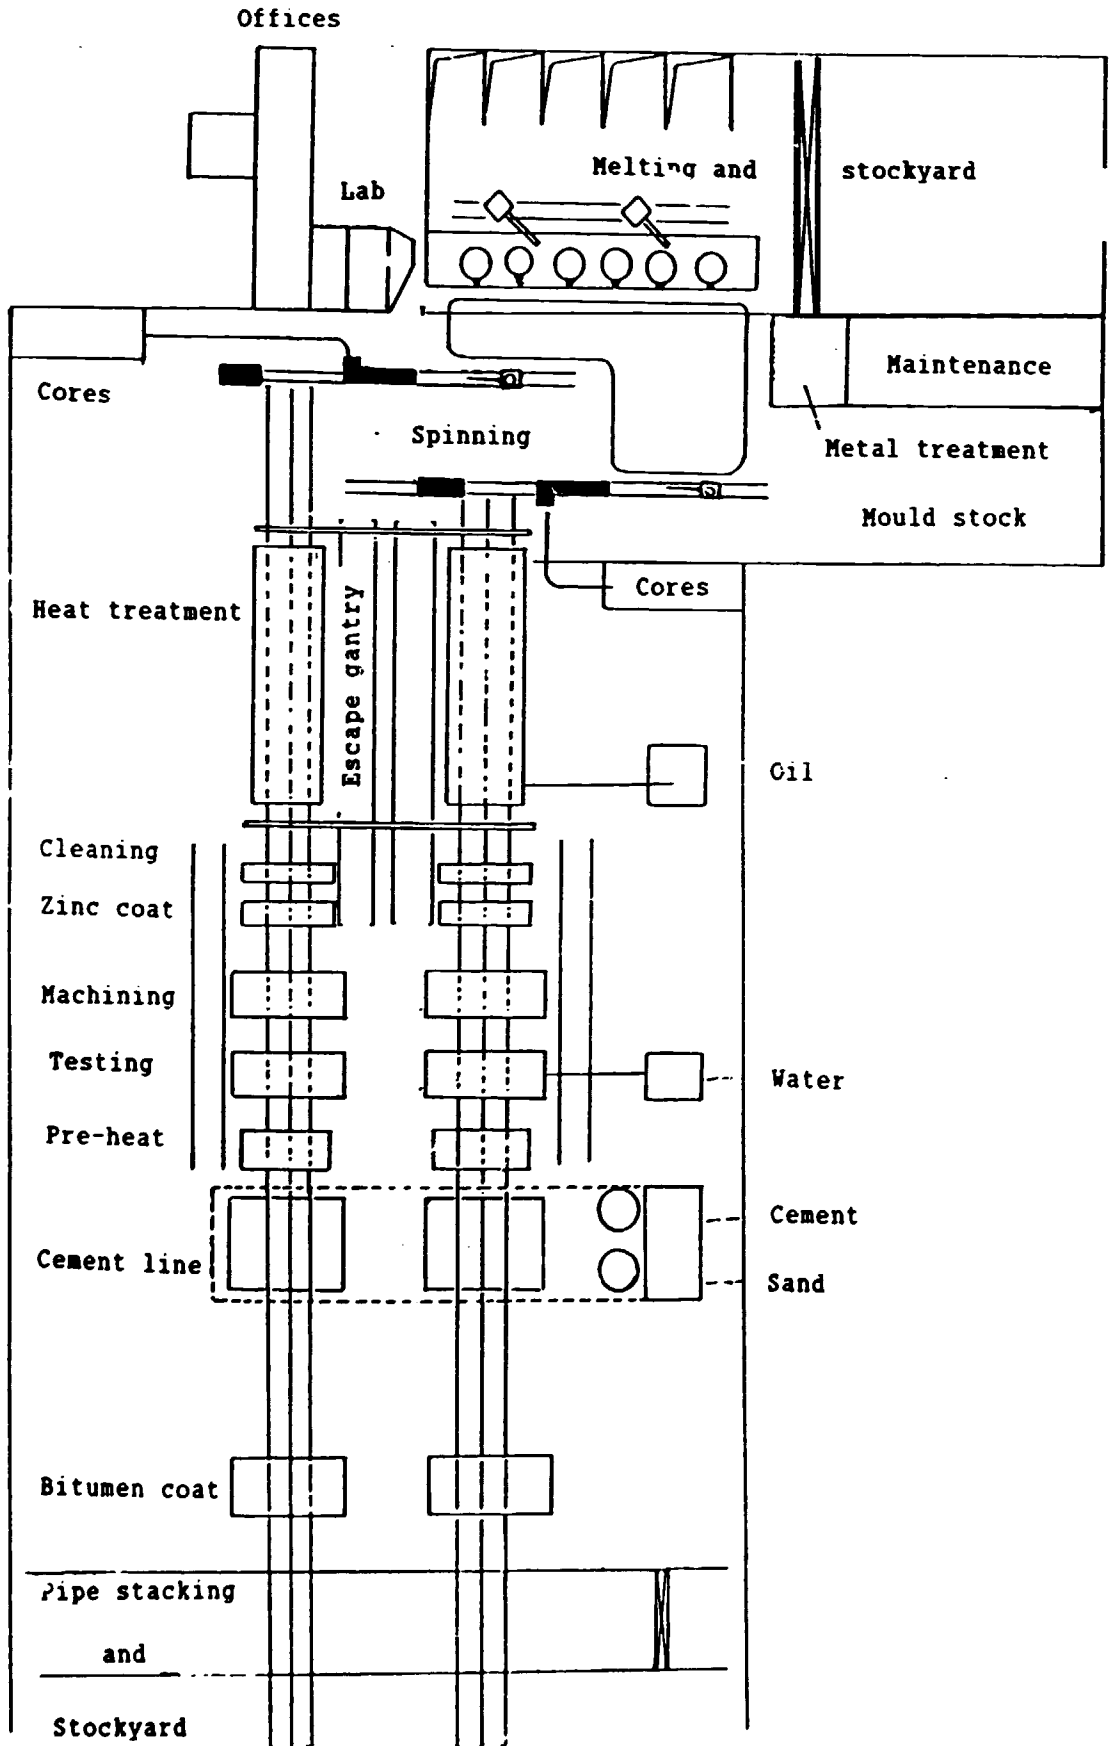 Offices
Melting and stockyard
Lab
Maintenance
Cores
Spinning
Metal treatment
Mould stock
Cores
Heat treatment
Escape gantry
Oil
Cleaning
Zinc coat
Machining
Testing
Water
Pre-heat
Cement
Cement line
Sand
Bitumen coat
Pipe stacking
and
Stockyard